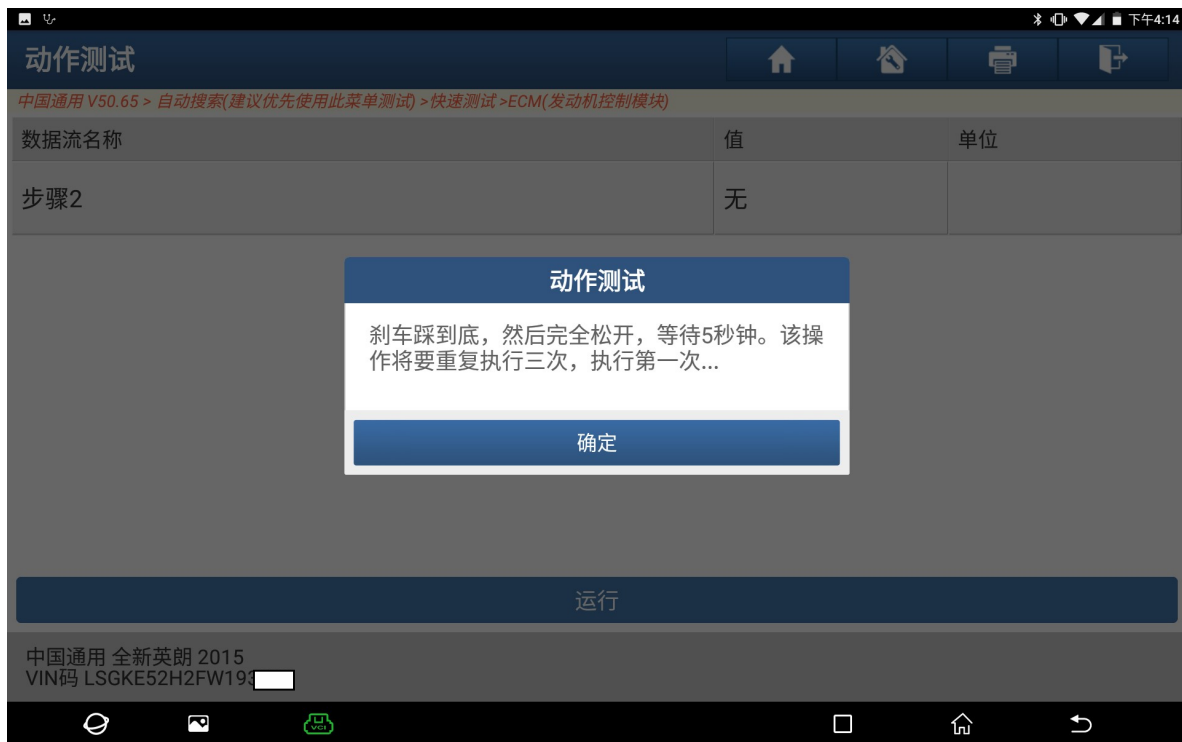 下午4:14
动作测试
中国通用 V50.65 > 自动搜索(建议优先使用此菜单测试) >快速测试 >ECM(发动机控制模块)
数据流名称 值 单位
步骤2 无
动作测试
刹车踩到底，然后完全松开，等待5秒钟。该操
作将要重复执行三次，执行第一次...
确定
运行
中国通用 全新英朗 2015
VIN码 LSGKE52H2FW193
VCI